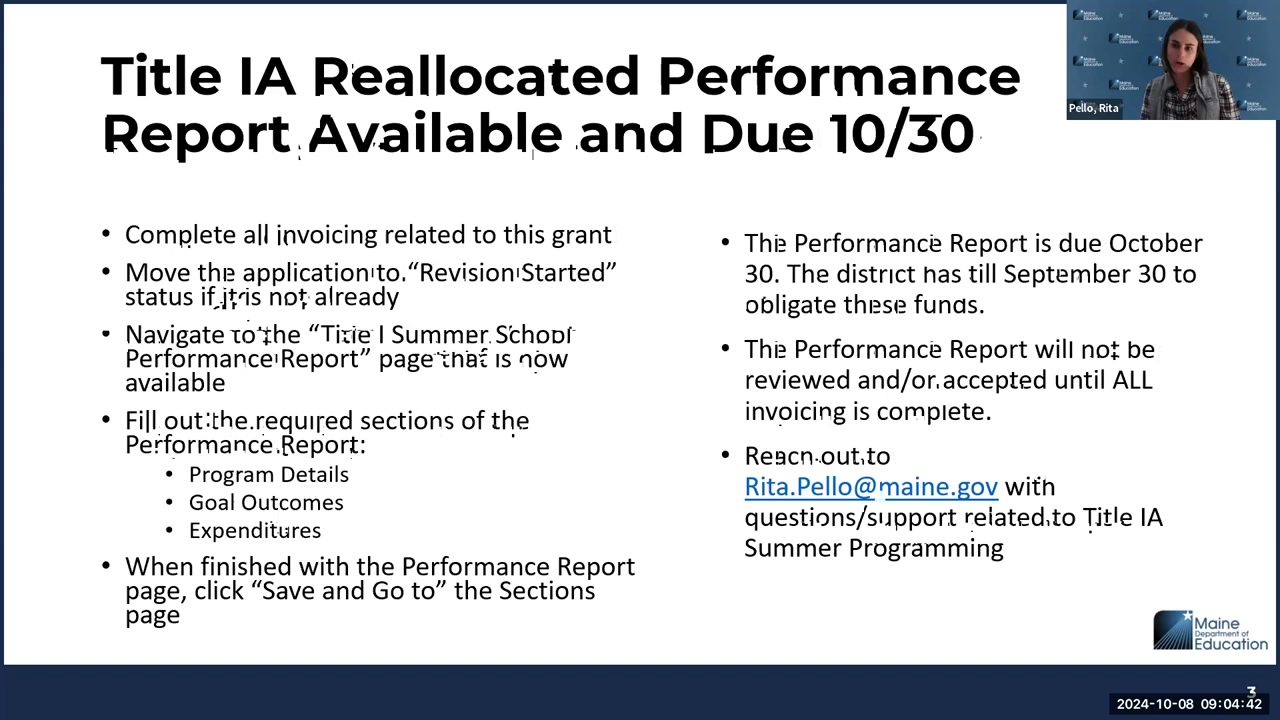 Title IA Reallocated Performance
Report Available and Due 10/30
• Complete all invoicing related to this grant
• Move the application to “Revision Started”
status if it is not already
• Navigate to the “Title I Summer School
Performance Report” page that is now
available
• Fill out the required sections of the
Performance Report:
• Program Details
• Goal Outcomes
• Expenditures
• When finished with the Performance Report
page, click “Save and Go to” the Sections
page
• The Performance Report is due October
30. The district has till September 30 to
obligate these funds.
• The Performance Report will not be
reviewed and/or accepted until ALL
invoicing is complete.
• Reach out to
Rita.Pello@maine.gov with
questions/support related to Title IA
Summer Programming
Pello, Rita
Maine
Department of
Education
3
2024-10-08 09:04:42